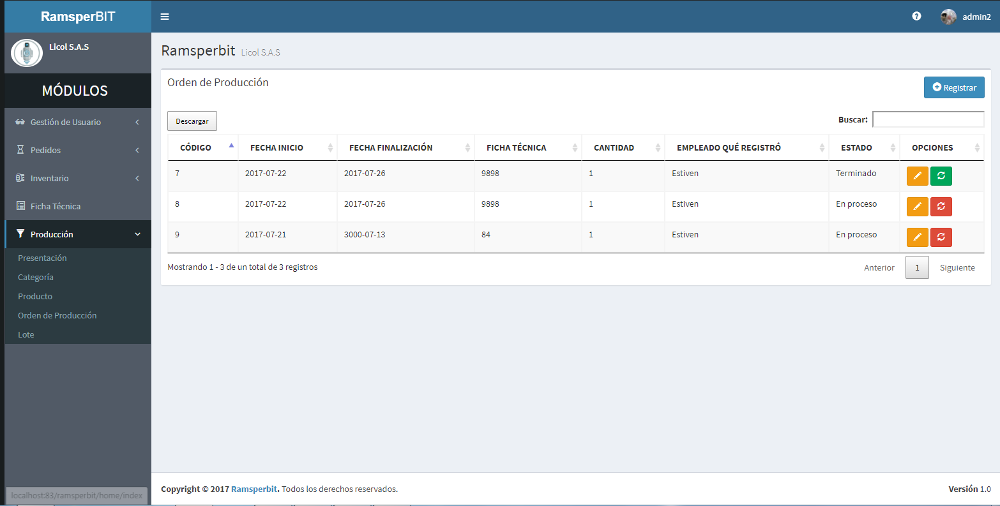 RamsperBIT
admin2
Licol S.A.S
MÓDULOS
Gestión de Usuario
Pedidos
Inventario
Ficha Técnica
Producción
Presentación
Categoría
Producto
Orden de Producción
Lote
localhost:83/ramsperbit/home/index
Ramsperbit Licol S.A.S
Orden de Producción
Registrar
Descargar
Buscar:
CÓDIGO FECHA INICIO FECHA FINALIZACIÓN FICHA TÉCNICA CANTIDAD EMPLEADO QUÉ REGISTRÓ ESTADO OPCIONES
7 2017-07-22 2017-07-26 9898 1 Estiven Terminado
8 2017-07-22 2017-07-26 9898 1 Estiven En proceso
9 2017-07-21 3000-07-13 84 1 Estiven En proceso
Mostrando 1 - 3 de un total de 3 registros
Anterior 1 Siguiente
Copyright © 2017 Ramsperbit. Todos los derechos reservados.
Versión 1.0